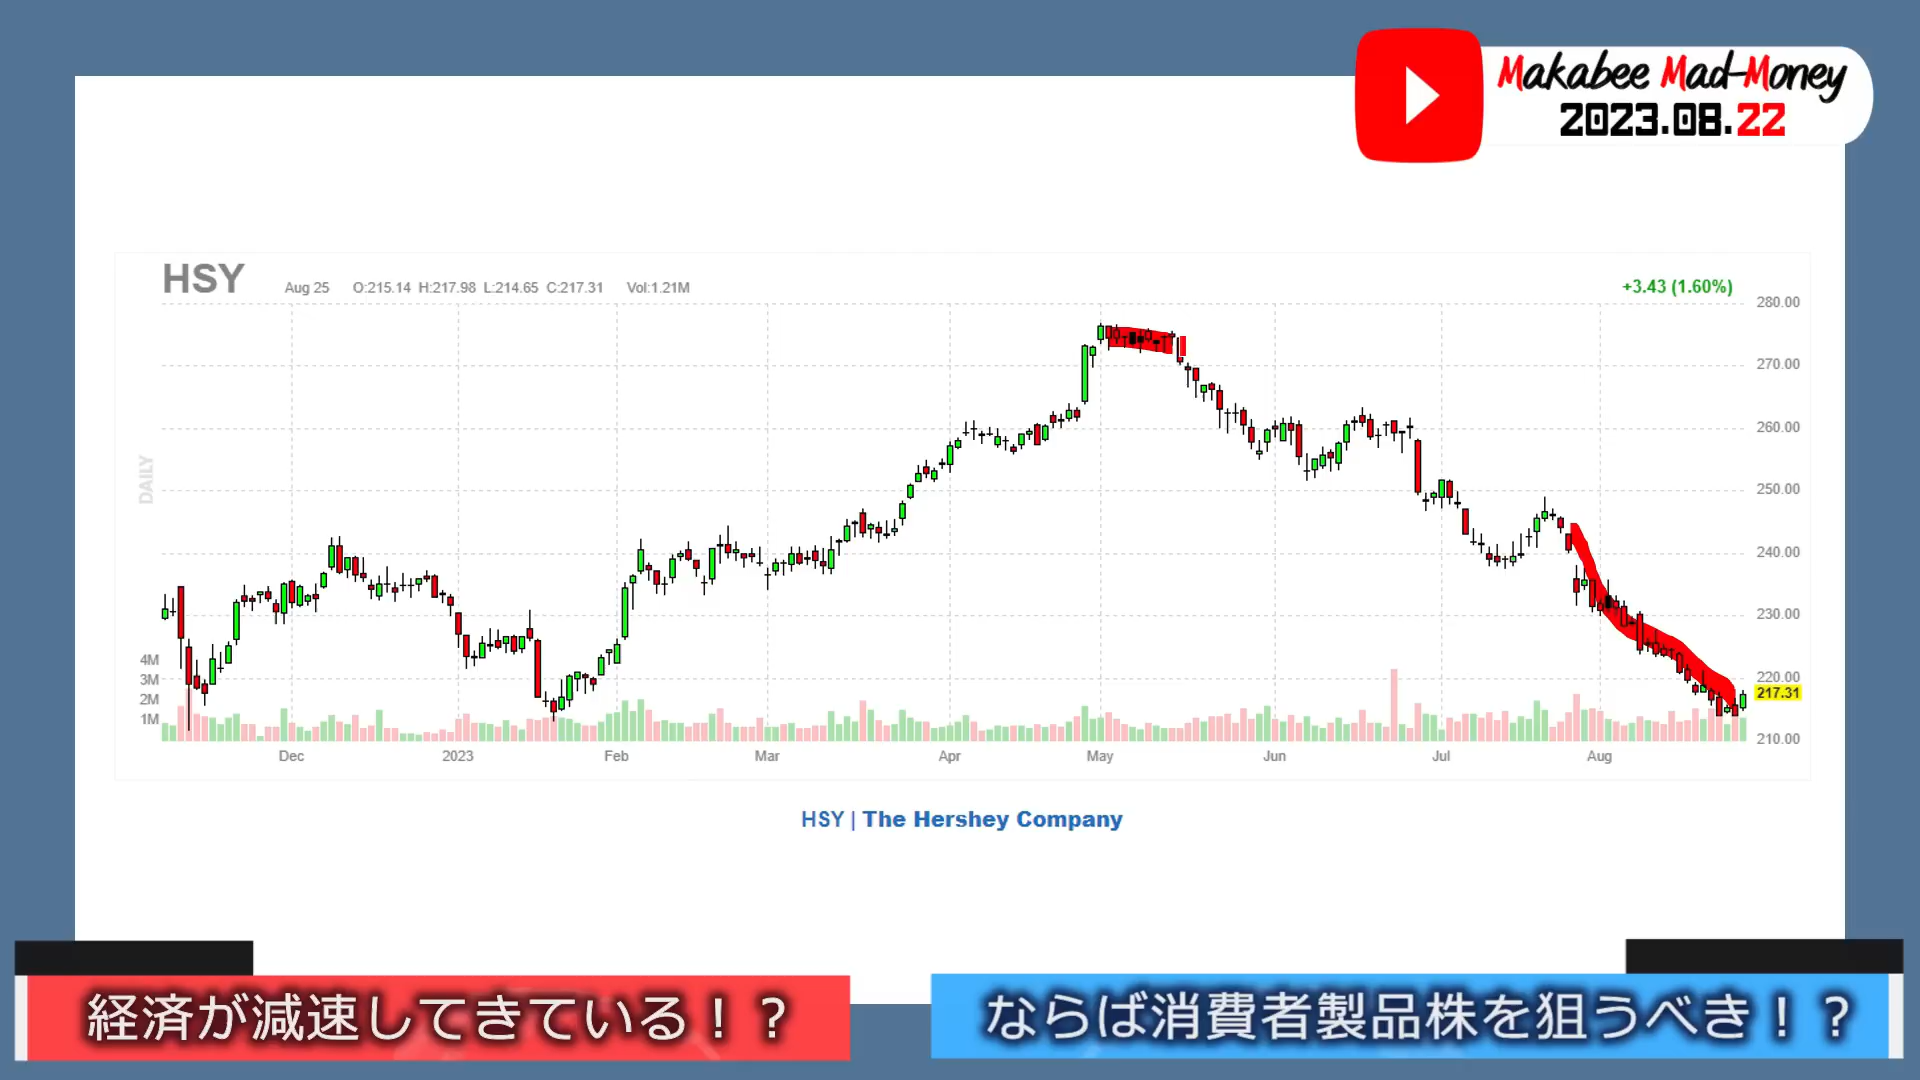 Makabee Mad-Money
2023.08.22
HSY Aug 25 O:215.14 H:217.98 L:214.65 C:217.31 Vol:1.21M +3.43 (1.60%)
280.00
270.00
260.00
250.00
240.00
230.00
220.00
217.31
210.00
DAILY
4M
3M
2M
1M
Dec 2023 Feb Mar Apr May Jun Jul Aug
HSY | The Hershey Company
経済が減速してきている！？
ならば消費者製品株を狙うべき！？